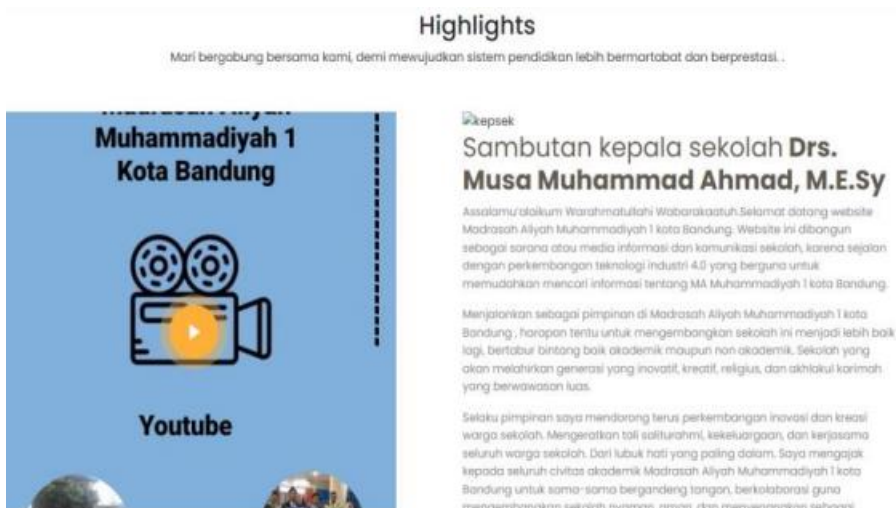 Highlights
Mari bergabung bersama kami, demi mewujudkan sistem pendidikan lebih bermartabat dan berprestasi. .
Muhammadiyah 1
Kota Bandung
Youtube
kepsek
Sambutan kepala sekolah Drs.
Musa Muhammad Ahmad, M.E.Sy
Assalamu'alaikum Warahmatullahi Wabarakaatuh.Selamat datang website
Madrasah Aliyah Muhammadiyah 1 kota Bandung. Website ini dibangun
sebagai sarana atau media informasi dan komunikasi sekolah, karena sejalan
dengan perkembangan teknologi industri 4.0 yang berguna untuk
memudahkan mencari informasi tentang MA Muhammadiyah 1 kota Bandung.
Menjalankan sebagai pimpinan di Madrasah Aliyah Muhammadiyah 1 kota
Bandung , harapan tentu untuk mengembangkan sekolah ini menjadi lebih baik
lagi, bertabur bintang baik akademik maupun non akademik. Sekolah yang
akan melahirkan generasi yang inovatif, kreatif, religius, dan akhlakul karimah
yang berwawasan luas.
Selaku pimpinan saya mendorong terus perkembangan inovasi dan kreasi
warga sekolah. Mengeratkan tali saliturahmi, kekeluargaan, dan kerjasama
seluruh warga sekolah. Dari lubuk hati yang paling dalam. Saya mengajak
kepada seluruh civitas akademik Madrasah Aliyah Muhammadiyah 1 kota
Bandung untuk sama-sama bergandeng tangan, berkolaborasi guna
mengembangkan sekolah nyaman, aman, dan menyenangkan sebagai